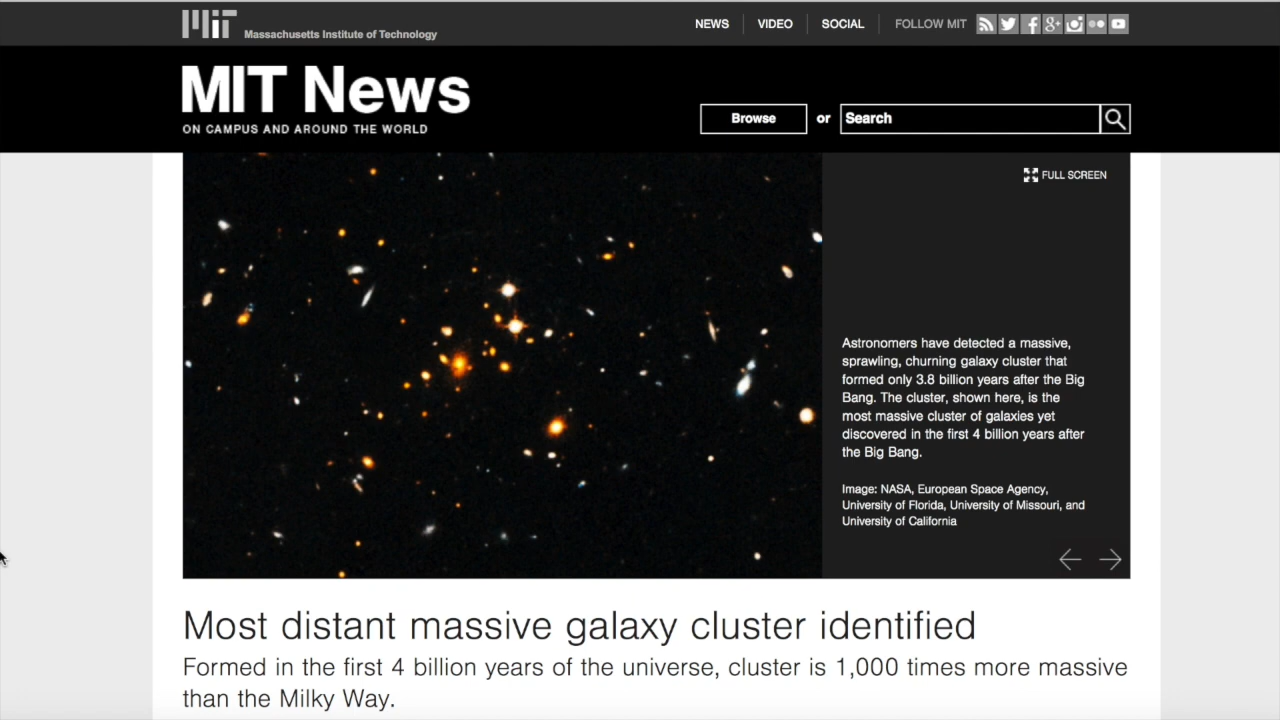 MIT
Massachusetts Institute of Technology
NEWS
VIDEO
SOCIAL
FOLLOW MIT
MIT News
ON CAMPUS AND AROUND THE WORLD
Browse
or
Search
FULL SCREEN
Astronomers have detected a massive,
sprawling, churning galaxy cluster that
formed only 3.8 billion years after the Big
Bang. The cluster, shown here, is the
most massive cluster of galaxies yet
discovered in the first 4 billion years after
the Big Bang.
Image: NASA, European Space Agency,
University of Florida, University of Missouri, and
University of California
Most distant massive galaxy cluster identified
Formed in the first 4 billion years of the universe, cluster is 1,000 times more massive
than the Milky Way.